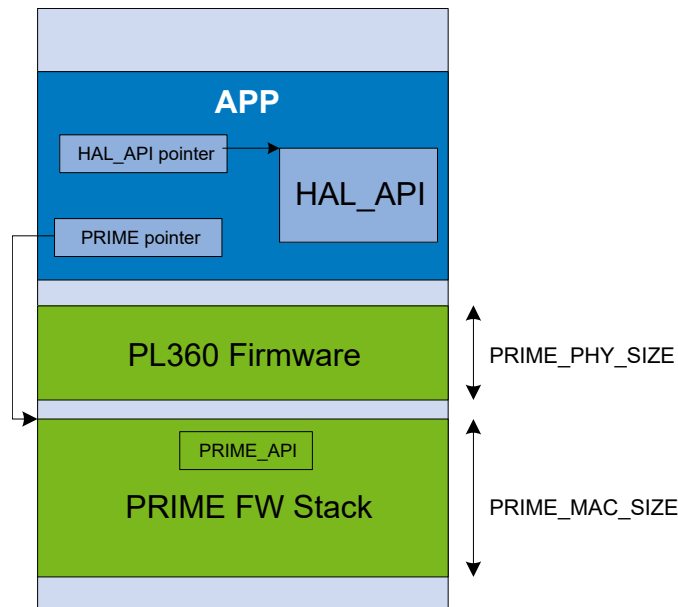 APP
HAL_API pointer
HAL_API
PRIME pointer
PL360 Firmware
PRIME_PHY_SIZE
PRIME_API
PRIME FW Stack
PRIME_MAC_SIZE